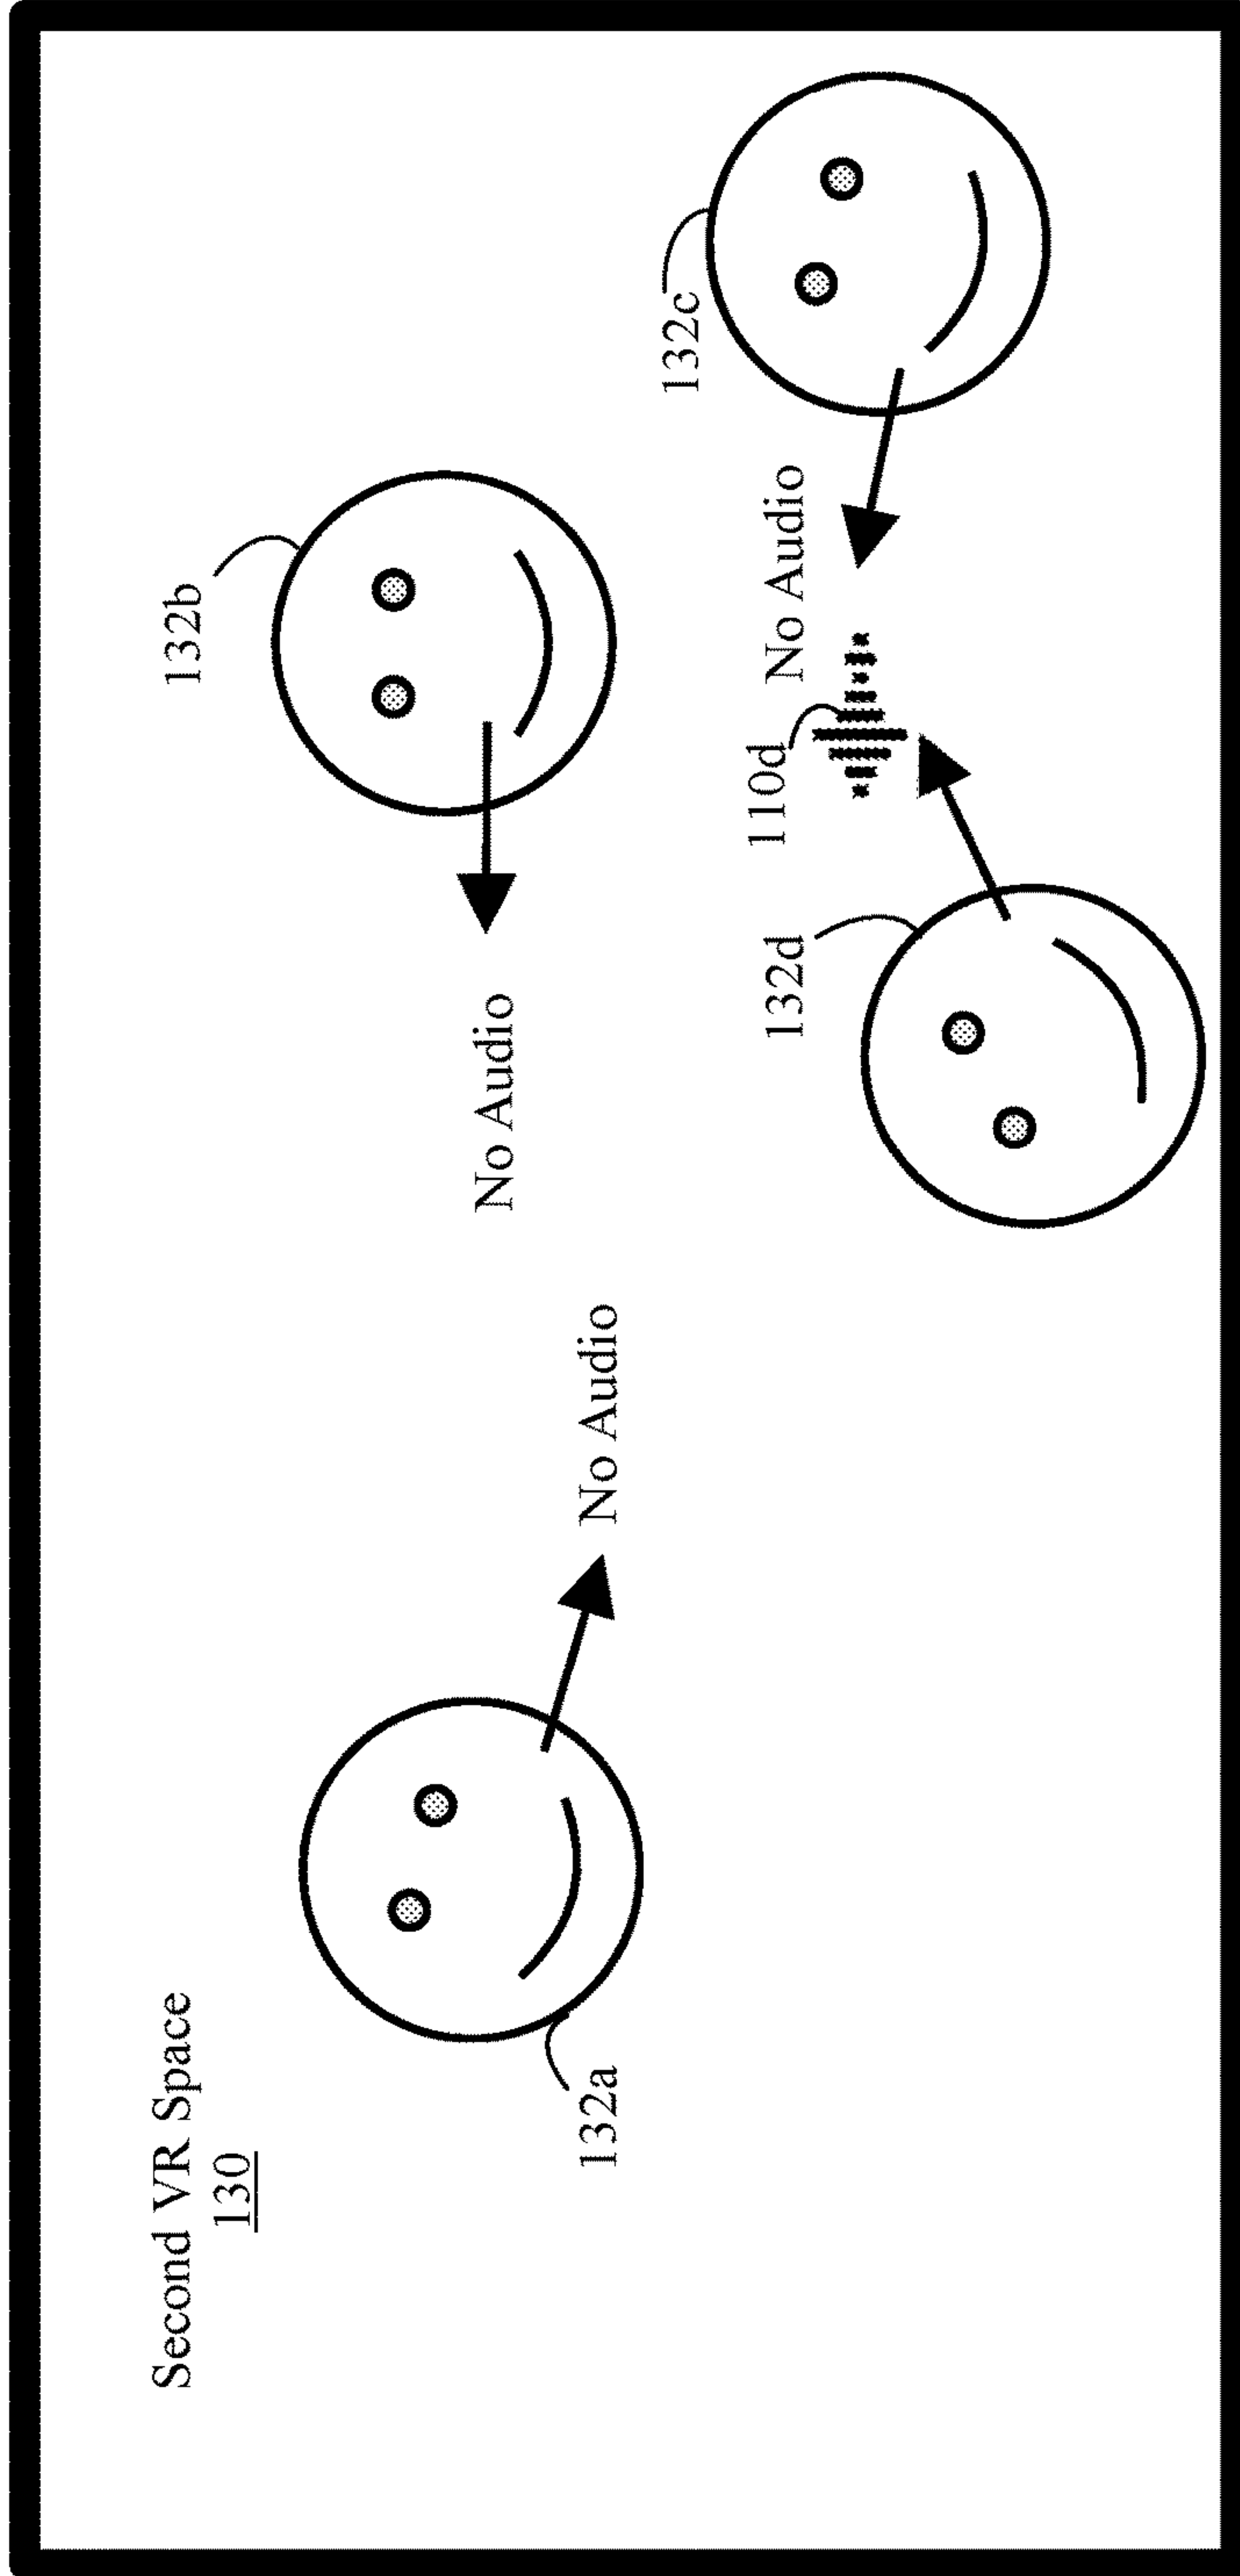 Second VR Space
130
132a
No Audio
132b
No Audio
132c
No Audio
110d
132d